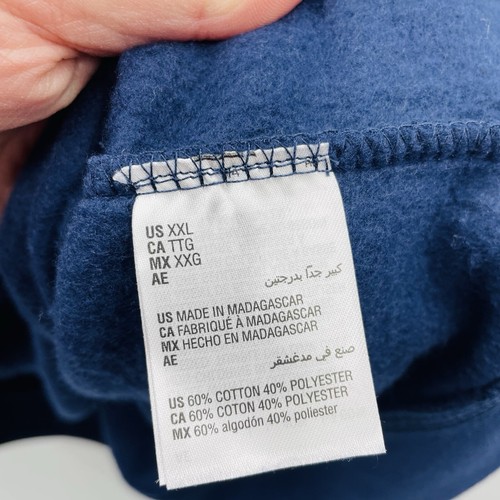 US XXL
CA TTG
MX XXG
AE
كبير جدًا بدرجتين
US MADE IN MADAGASCAR
CA FABRIQUÉ À MADAGASCAR
MX HECHO EN MADAGASCAR
AE
صنع في مدغشقر
US 60% COTTON 40% POLYESTER
CA 60% COTON 40% POLYESTER
MX 60% algodón 40% poliester